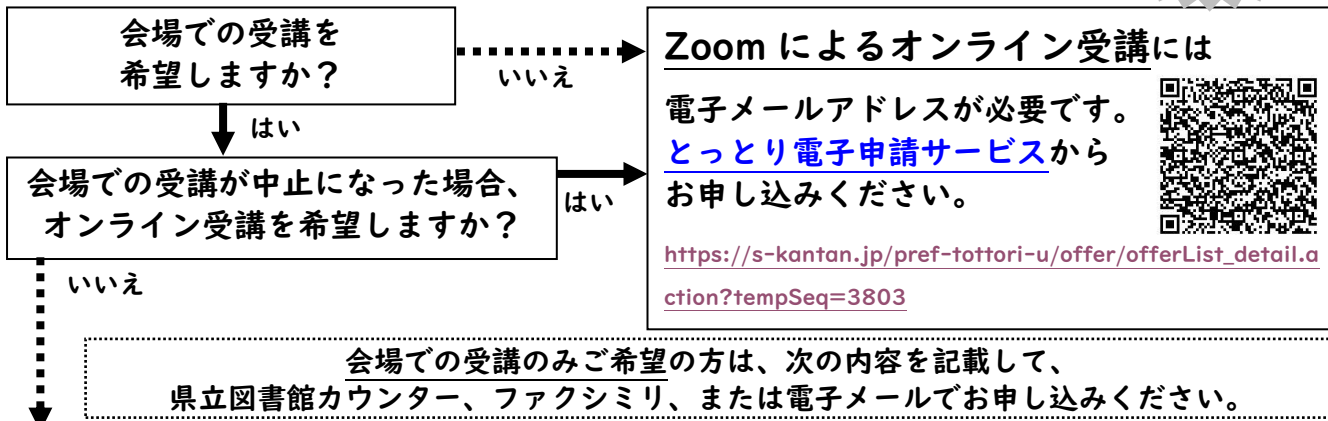 会場での受講を
希望しますか？
いいえ
はい
会場での受講が中止になった場合、
オンライン受講を希望しますか？
はい
いいえ
Zoom によるオンライン受講には
電子メールアドレスが必要です。
とっとり電子申請サービスから
お申し込みください。
https://s-kantan.jp/pref-tottori-u/offer/offerList_detail.a
ction?tempSeq=3803
会場での受講のみご希望の方は、次の内容を記載して、
県立図書館カウンター、ファクシミリ、または電子メールでお申し込みください。